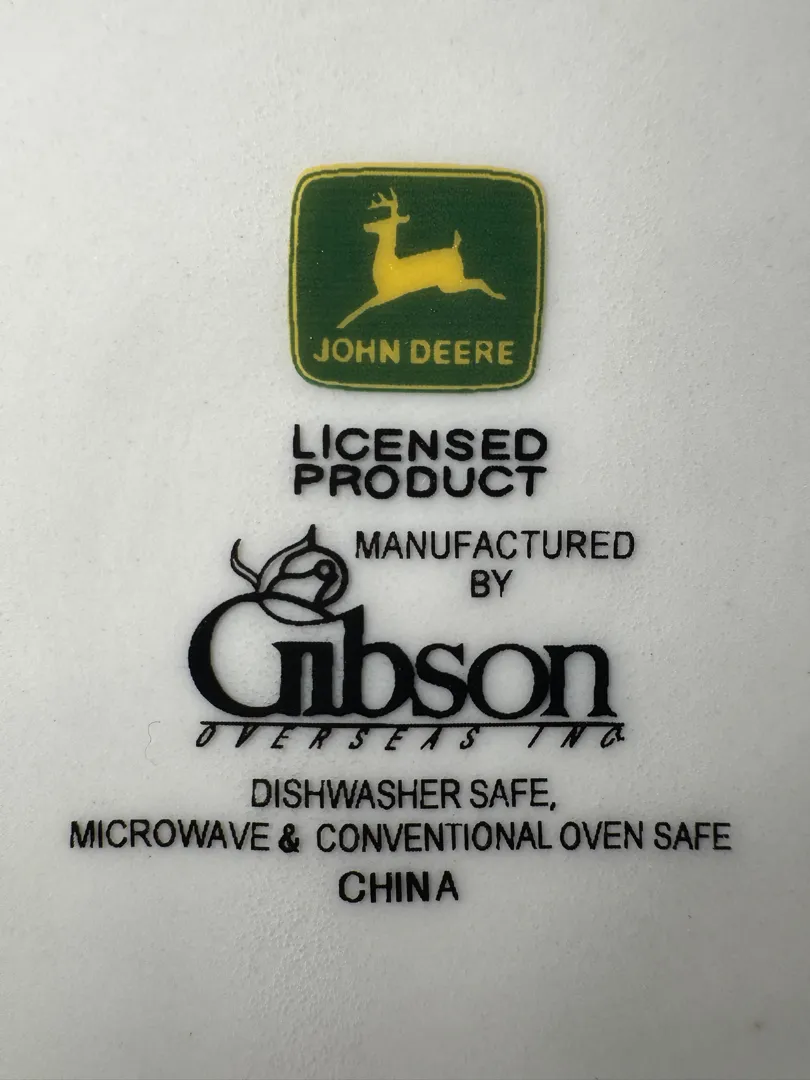 JOHN DEERE
LICENSED
PRODUCT
MANUFACTURED
BY
Gibson
OVERSEAS INC.
DISHWASHER SAFE,
MICROWAVE & CONVENTIONAL OVEN SAFE
CHINA